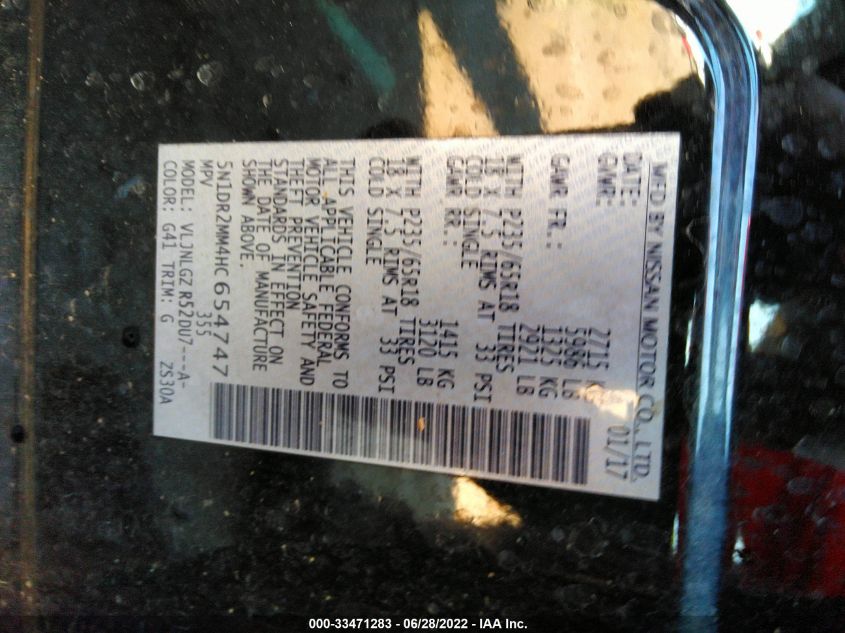 MFD BY NISSAN MOTOR CO., LTD.
DATE: 01/17
GVWR: 2715 KG
5986 LB
GAWR FR.: 1325 KG
2921 LB
WITH P235/65R18 TIRES
18 X 7.5 RIMS AT 33 PSI
COLD SINGLE
GAWR RR.: 1415 KG
3120 LB
WITH P235/65R18 TIRES
18 X 7.5 RIMS AT 33 PSI
COLD SINGLE
THIS VEHICLE CONFORMS TO
ALL APPLICABLE FEDERAL
MOTOR VEHICLE SAFETY AND
THEFT PREVENTION
STANDARDS IN EFFECT ON
THE DATE OF MANUFACTURE
SHOWN ABOVE.
5N1DR2MM4HC654747
MPV 355
MODEL: VLJNLGZ R52DU7---A-
COLOR: G41 TRIM: G ZS30A
000-33471283 - 06/28/2022 - IAA Inc.